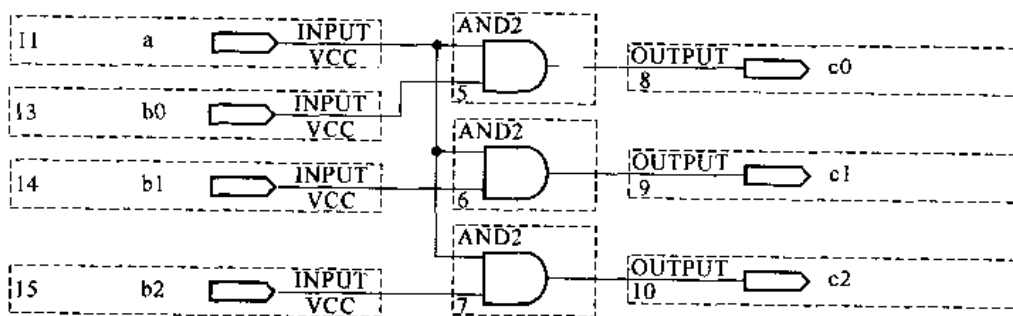 11 a INPUT VCC
AND2
5
OUTPUT
8
c0
13 b0 INPUT VCC
AND2
6
OUTPUT
9
c1
14 b1 INPUT VCC
AND2
7
OUTPUT
10
c2
15 b2 INPUT VCC